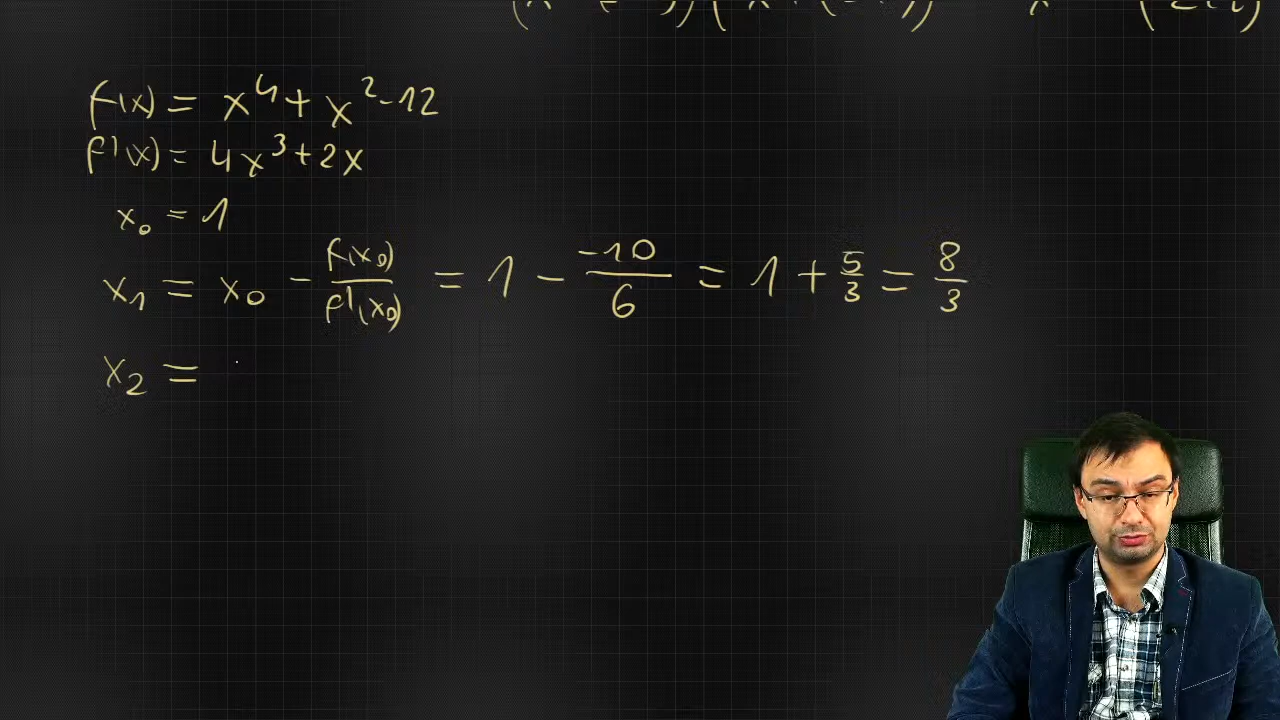 f(x) = x⁴ + x² - 12
f'(x) = 4x³ + 2x
x₀ = 1
x₁ = x₀ - f(x₀)/f'(x₀) = 1 - -10/6 = 1 + 5/3 = 8/3
x₂ =